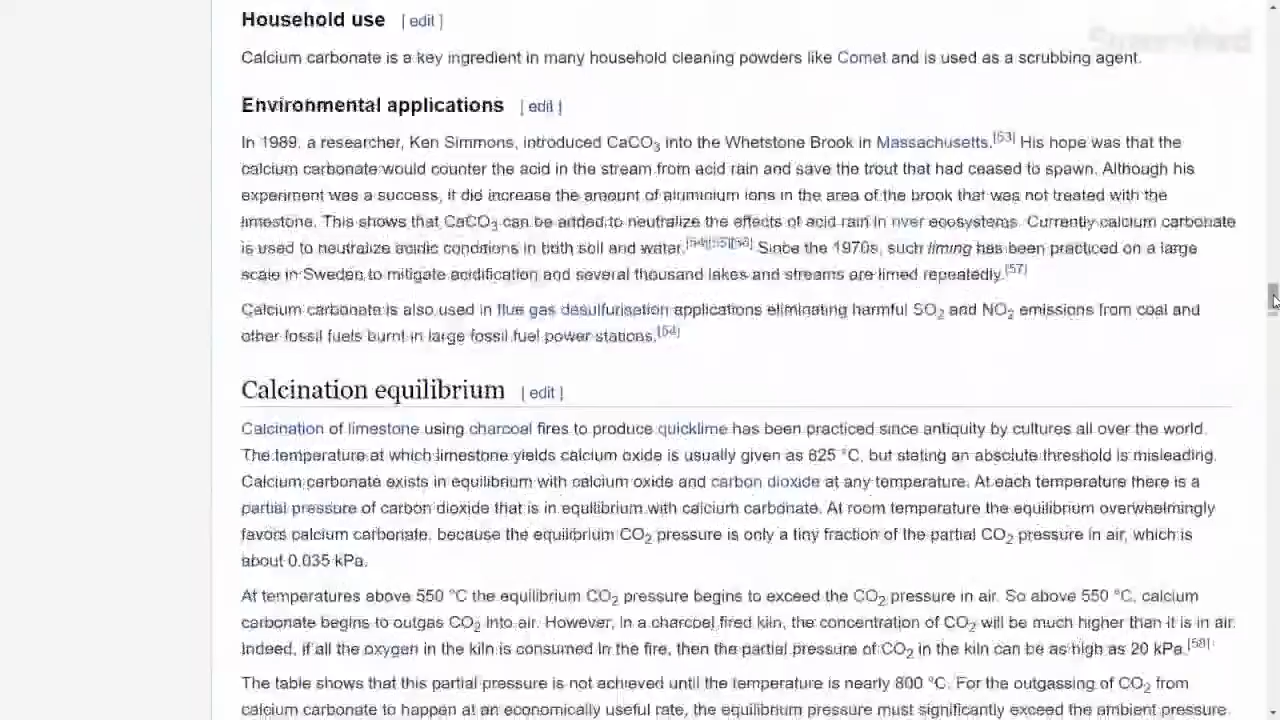 Household use [ edit ]
Calcium carbonate is a key ingredient in many household cleaning powders like Comet and is used as a scrubbing agent.
Environmental applications [ edit ]
In 1989, a researcher, Ken Simmons, introduced CaCO₃ into the Whetstone Brook in Massachusetts.[53] His hope was that the
calcium carbonate would counter the acid in the stream from acid rain and save the trout that had ceased to spawn. Although his
experiment was a success, it did increase the amount of aluminium ions in the area of the brook that was not treated with the
limestone. This shows that CaCO₃ can be added to neutralize the effects of acid rain in river ecosystems. Currently calcium carbonate
is used to neutralize acidic conditions in both soil and water.[54][55][56] Since the 1970s, such liming has been practiced on a large
scale in Sweden to mitigate acidification and several thousand lakes and streams are limed repeatedly.[57]
Calcium carbonate is also used in flue gas desulfurisation applications eliminating harmful SO₂ and NO₂ emissions from coal and
other fossil fuels burnt in large fossil fuel power stations.[54]
Calcination equilibrium [ edit ]
Calcination of limestone using charcoal fires to produce quicklime has been practiced since antiquity by cultures all over the world.
The temperature at which limestone yields calcium oxide is usually given as 825 °C, but stating an absolute threshold is misleading.
Calcium carbonate exists in equilibrium with calcium oxide and carbon dioxide at any temperature. At each temperature there is a
partial pressure of carbon dioxide that is in equilibrium with calcium carbonate. At room temperature the equilibrium overwhelmingly
favors calcium carbonate, because the equilibrium CO₂ pressure is only a tiny fraction of the partial CO₂ pressure in air, which is
about 0.035 kPa.
At temperatures above 550 °C the equilibrium CO₂ pressure begins to exceed the CO₂ pressure in air. So above 550 °C, calcium
carbonate begins to outgas CO₂ into air. However, in a charcoal fired kiln, the concentration of CO₂ will be much higher than it is in air.
Indeed, if all the oxygen in the kiln is consumed in the fire, then the partial pressure of CO₂ in the kiln can be as high as 20 kPa.[58]
The table shows that this partial pressure is not achieved until the temperature is nearly 800 °C. For the outgassing of CO₂ from
calcium carbonate to happen at an economically useful rate, the equilibrium pressure must significantly exceed the ambient pressure